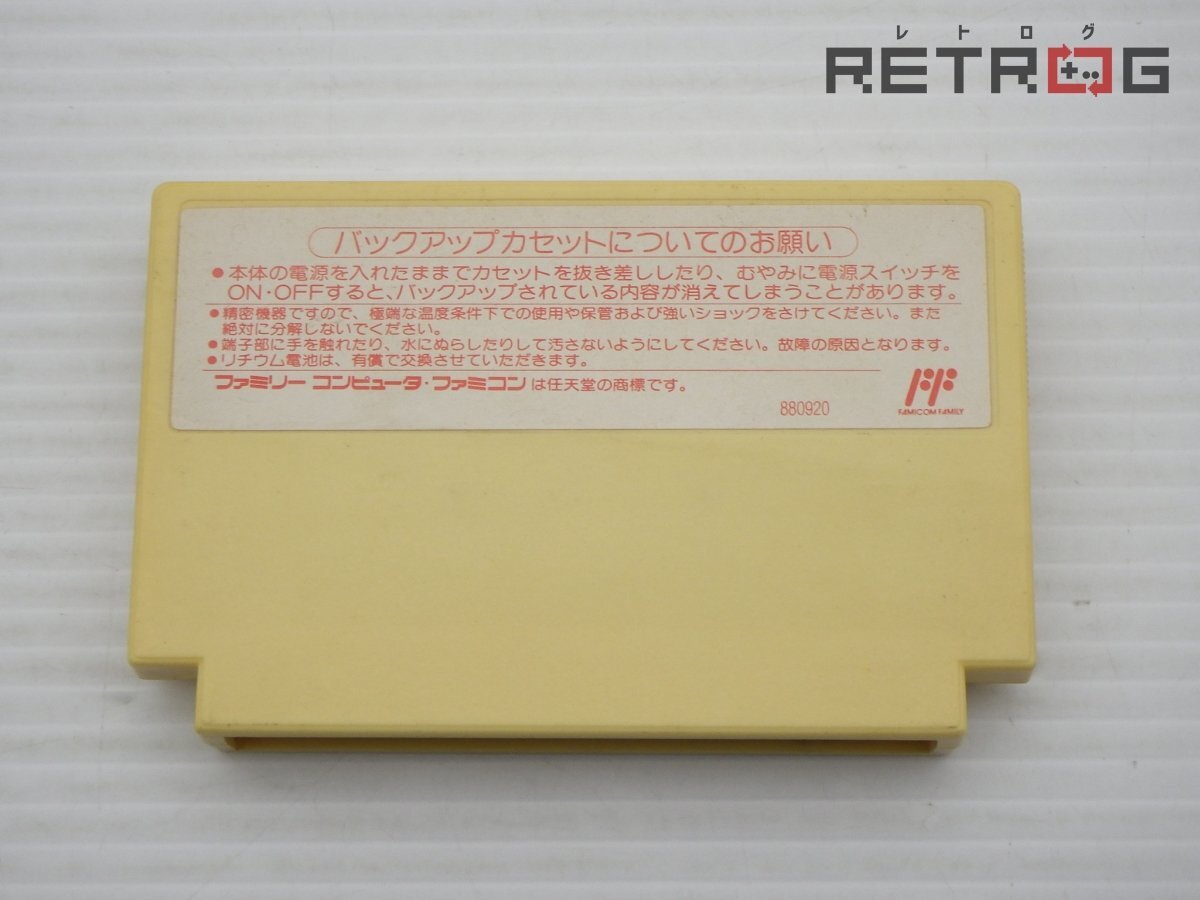 レトログ
RETROG
バックアップカセットについてのお願い
●本体の電源を入れたままでカセットを抜き差ししたり、むやみに電源スイッチを
ON・OFFすると、バックアップされている内容が消えてしまうことがあります。
●精密機器ですので、極端な温度条件下での使用や保管および強いショックをさけてください。また
絶対に分解しないでください。
●端子部に手を触れたり、水にぬらしたりして汚さないようにしてください。故障の原因となります。
●リチウム電池は、有償で交換させていただきます。
ファミリーコンピュータ・ファミコンは任天堂の商標です。
880920
FAMICOM FAMILY